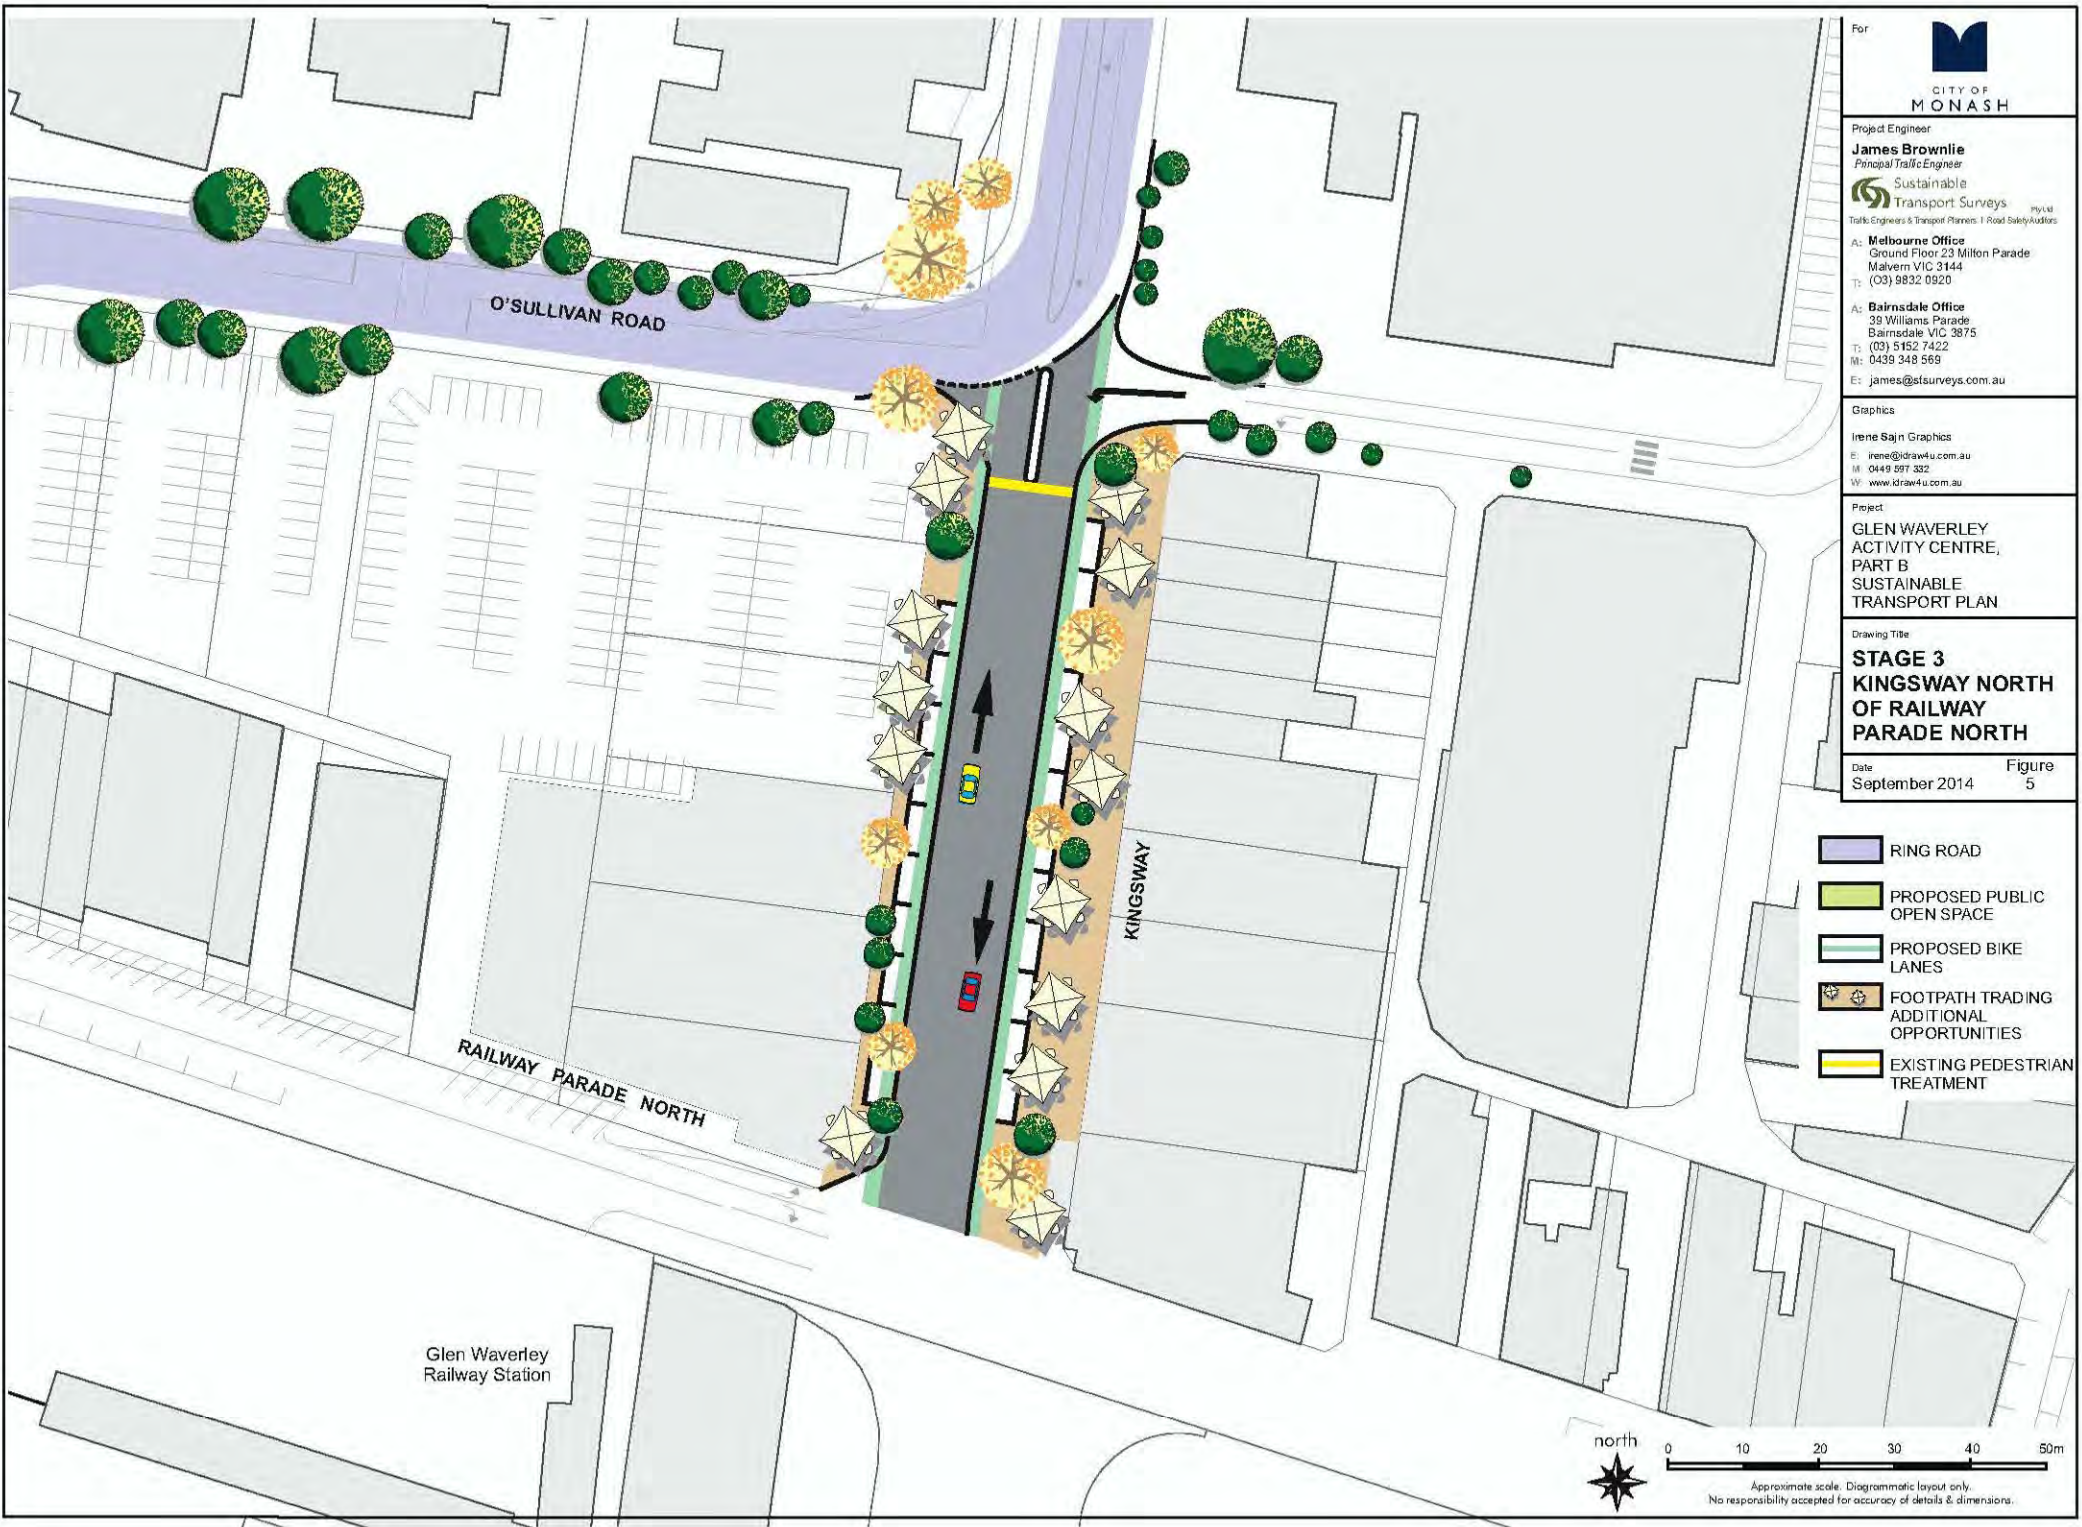 For
CITY OF
MONASH
Project Engineer
James Brownlie
Principal Traffic Engineer
Sustainable
Transport Surveys
Pty Ltd
Traffic Engineers & Transport Planners | Road Safety Auditors
A: Melbourne Office
Ground Floor 23 Milton Parade
Malvern VIC 3144
T: (O3) 9832 0920
A: Bairnsdale Office
39 Williams Parade
Bairnsdale VIC 3875
T: (03) 5152 7422
M: 0439 348 569
E: james@stsurveys.com.au
Graphics
Irene Sajn Graphics
E: irene@idraw4u.com.au
M 0449 597 332
W www.idraw4u.com.au
Project
GLEN WAVERLEY
ACTIVITY CENTRE,
PART B
SUSTAINABLE
TRANSPORT PLAN
Drawing Title
STAGE 3
KINGSWAY NORTH
OF RAILWAY
PARADE NORTH
Date
September 2014
Figure
5
RING ROAD
PROPOSED PUBLIC
OPEN SPACE
PROPOSED BIKE
LANES
FOOTPATH TRADING
ADDITIONAL
OPPORTUNITIES
EXISTING PEDESTRIAN
TREATMENT
O'SULLIVAN ROAD
KINGSWAY
RAILWAY PARADE NORTH
Glen Waverley
Railway Station
north
0 10 20 30 40 50m
Approximate scale. Diagrammatic layout only.
No responsibility accepted for accuracy of details & dimensions.